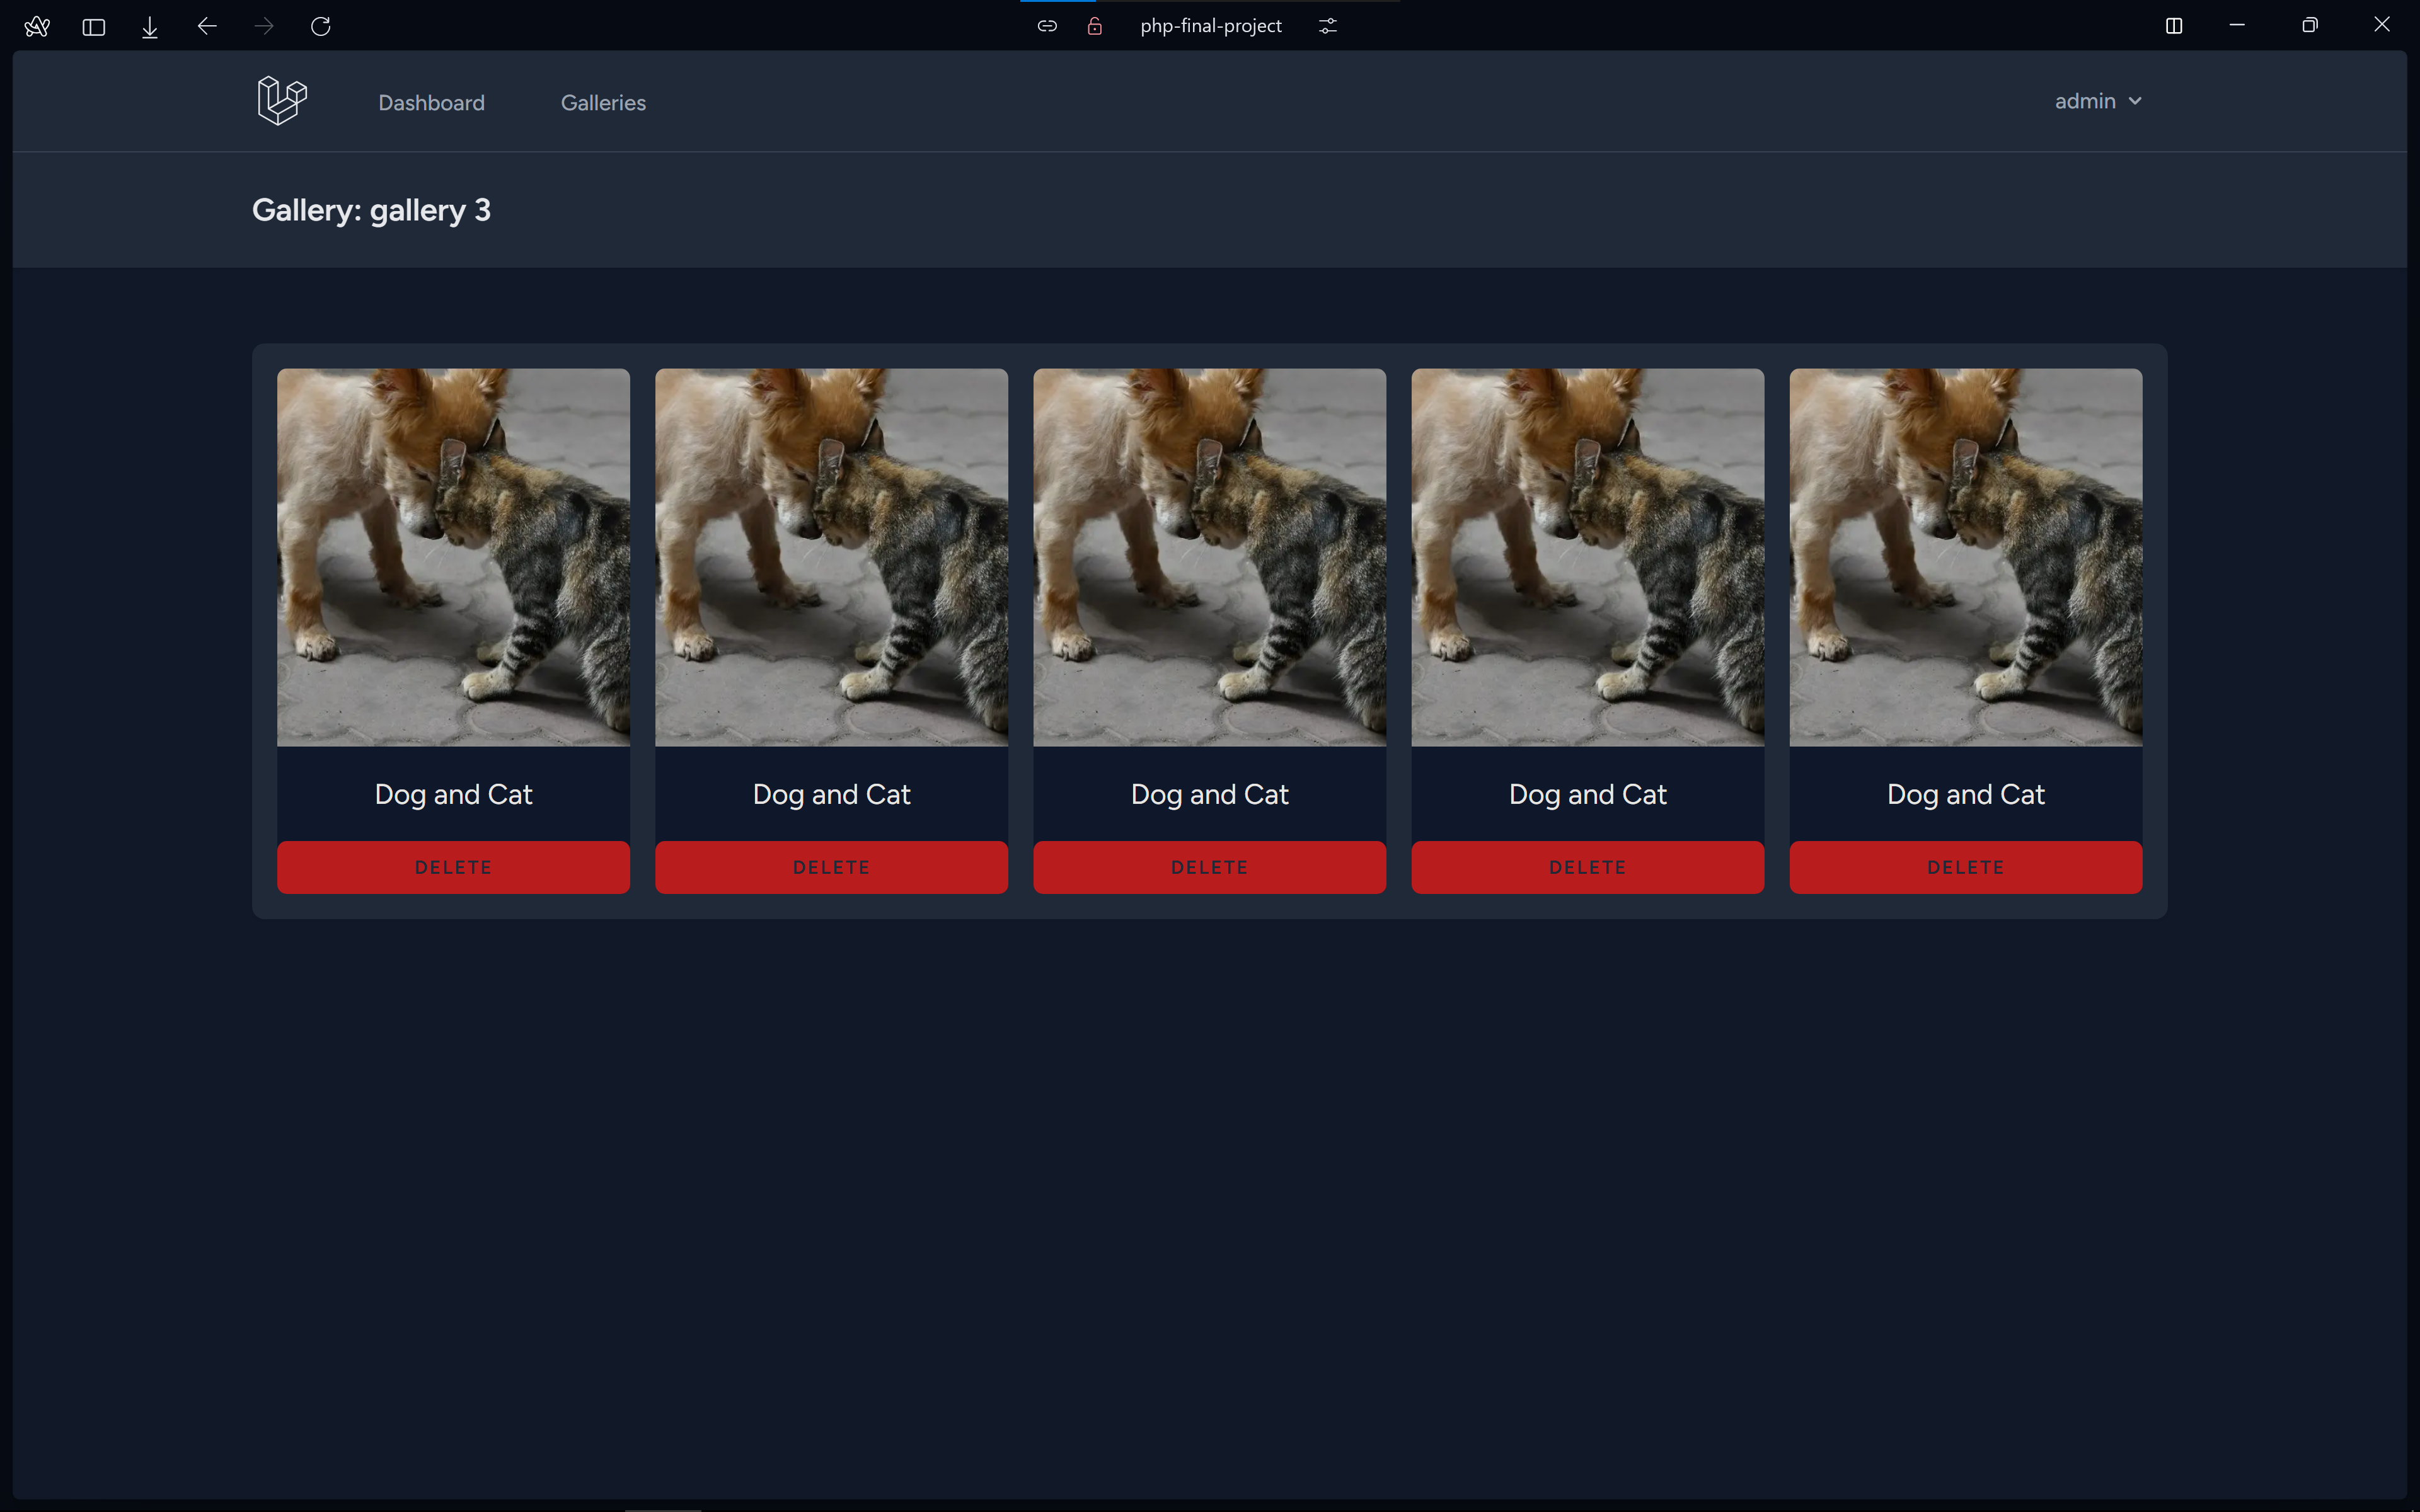 php-final-project
Dashboard Galleries admin
Gallery: gallery 3
Dog and Cat Dog and Cat Dog and Cat Dog and Cat Dog and Cat
DELETE DELETE DELETE DELETE DELETE